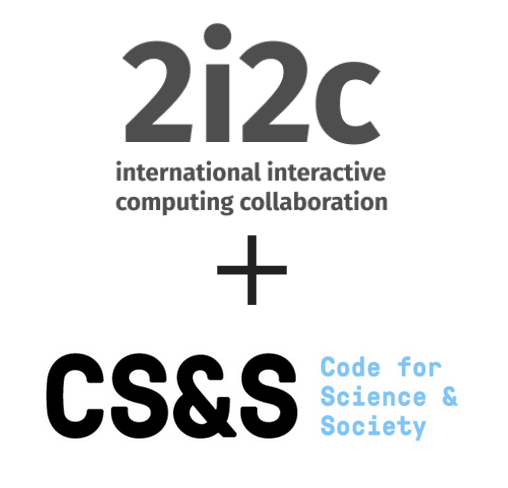 2i2c
international interactive
computing collaboration
+
CS&S
Code for
Science &
Society